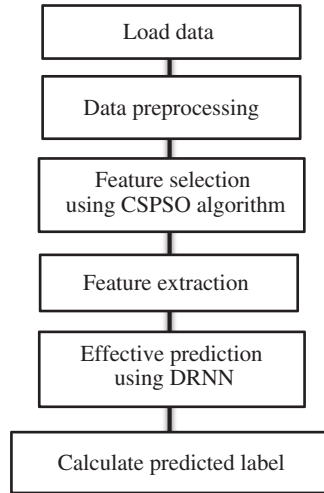 Load data
Data preprocessing
Feature selection
using CSPSO algorithm
Feature extraction
Effective prediction
using DRNN
Calculate predicted label